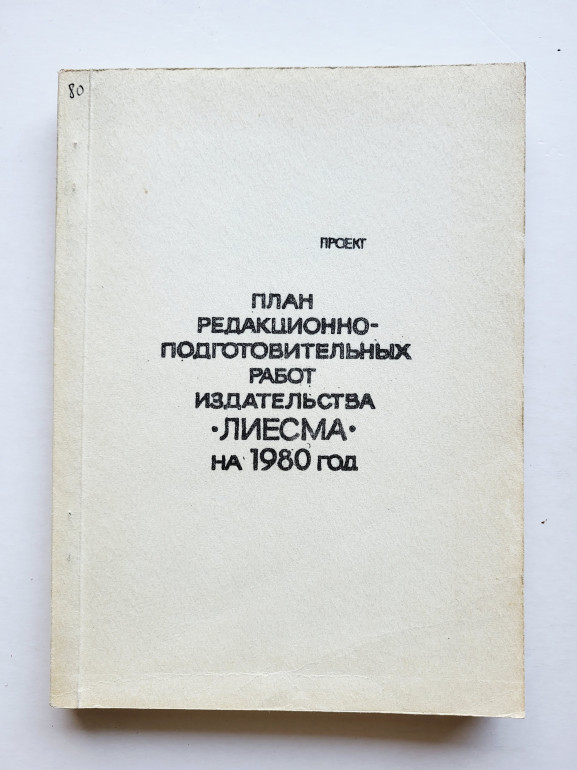 80
ПРОЕКТ
ПЛАН
РЕДАКЦИОННО-
ПОДГОТОВИТЕЛЬНЫХ
РАБОТ
ИЗДАТЕЛЬСТВА
·ЛИЕСМА·
НА 1980 ГОД